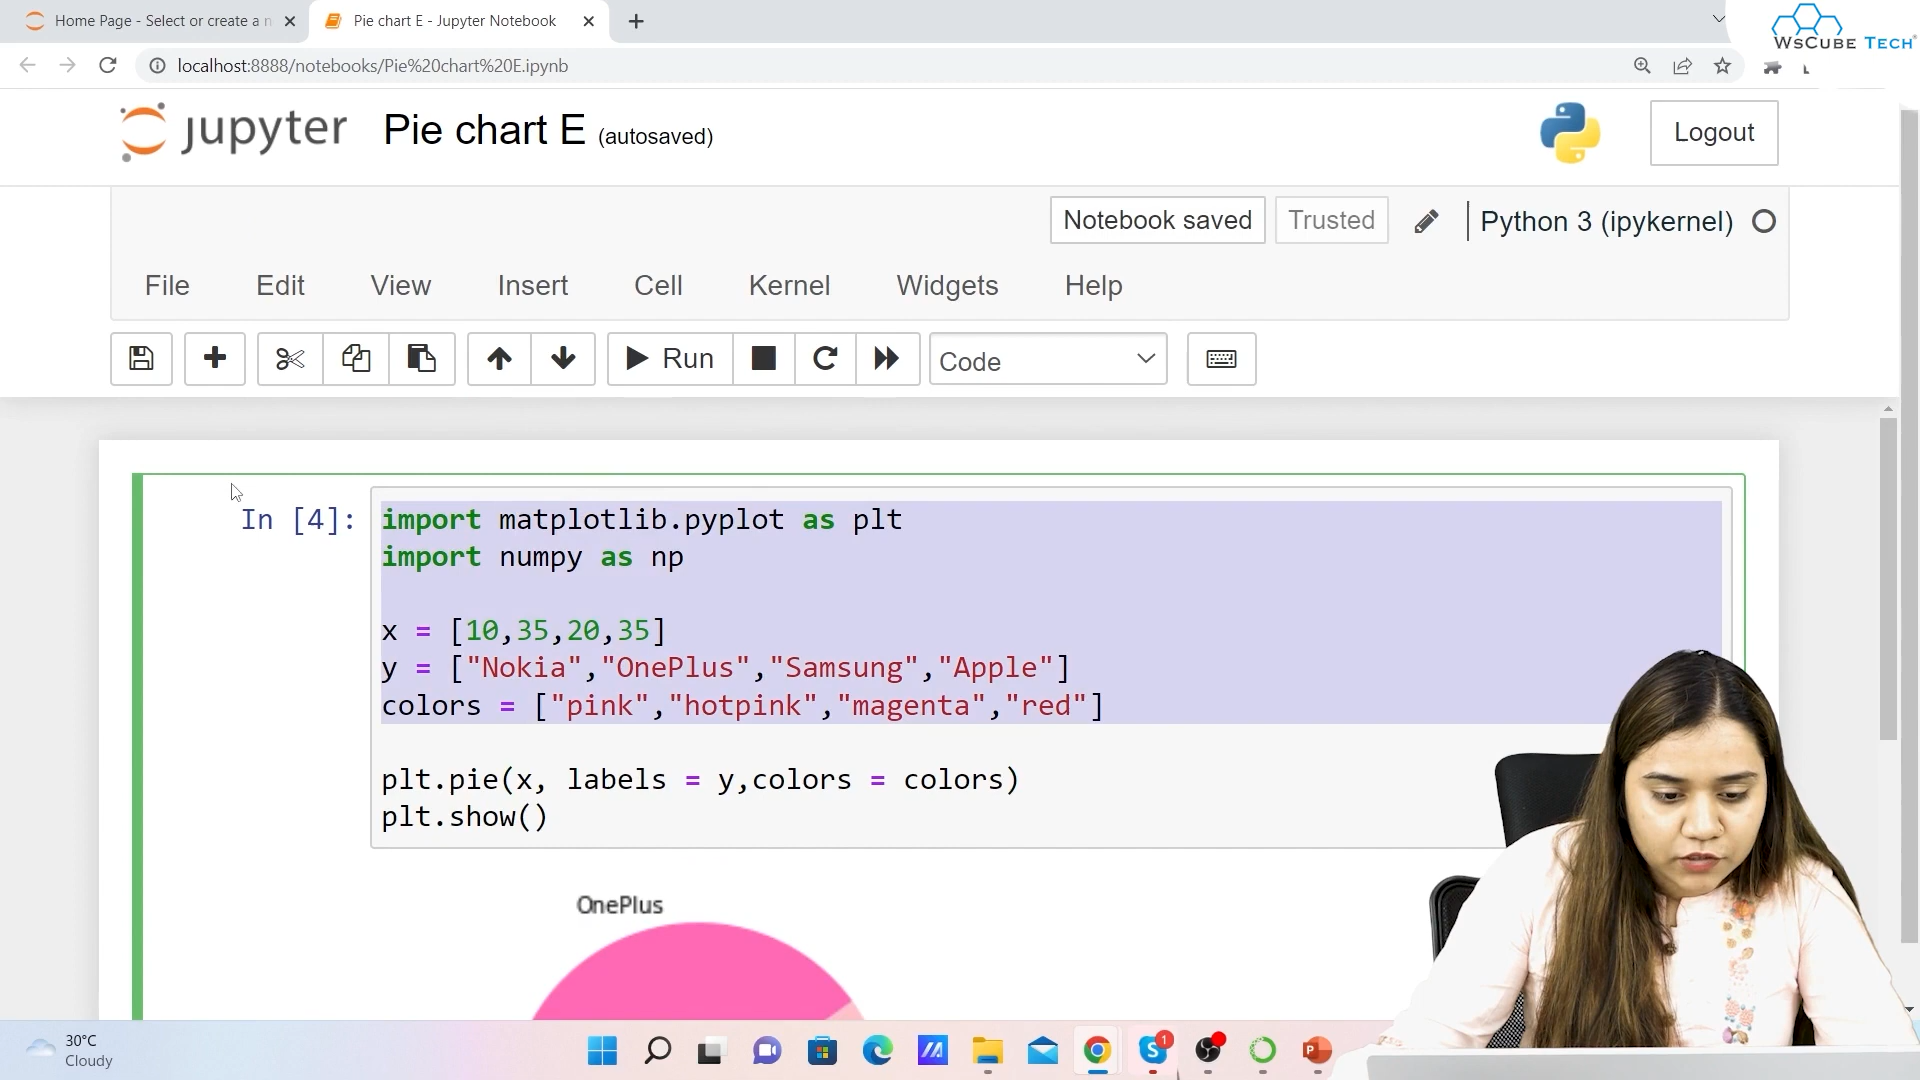 Home Page - Select or create a n
Pie chart E - Jupyter Notebook
WsCube Tech
localhost:8888/notebooks/Pie%20chart%20E.ipynb
jupyter Pie chart E (autosaved)
Logout
Notebook saved Trusted Python 3 (ipykernel)
File Edit View Insert Cell Kernel Widgets Help
Run Code
In [4]: import matplotlib.pyplot as plt
import numpy as np
x = [10,35,20,35]
y = ["Nokia","OnePlus","Samsung","Apple"]
colors = ["pink","hotpink","magenta","red"]
plt.pie(x, labels = y,colors = colors)
plt.show()
OnePlus
30°C
Cloudy
1